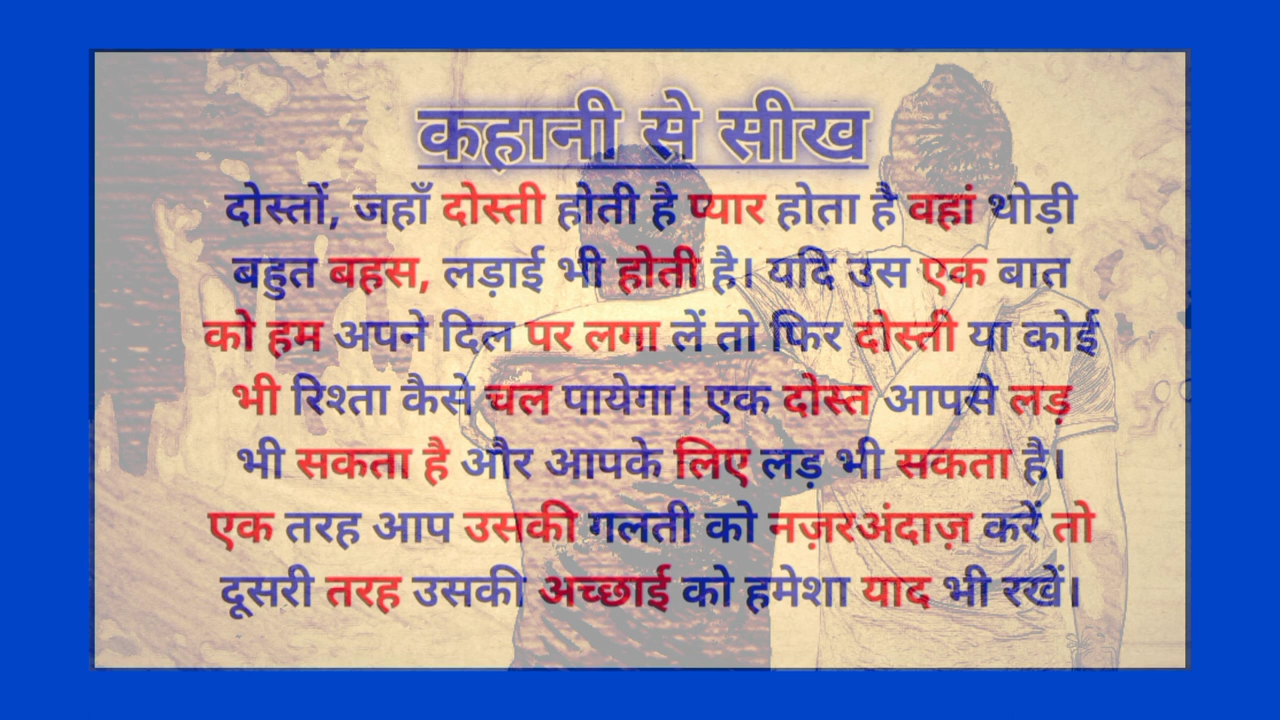 कहानी से सीख
दोस्तों, जहाँ दोस्ती होती है प्यार होता है वहां थोड़ी
बहुत बहस, लड़ाई भी होती है। यदि उस एक बात
को हम अपने दिल पर लगा लें तो फिर दोस्ती या कोई
भी रिश्ता कैसे चल पायेगा। एक दोस्त आपसे लड़
भी सकता है और आपके लिए लड़ भी सकता है।
एक तरह आप उसकी गलती को नज़रअंदाज़ करें तो
दूसरी तरह उसकी अच्छाई को हमेशा याद भी रखें।